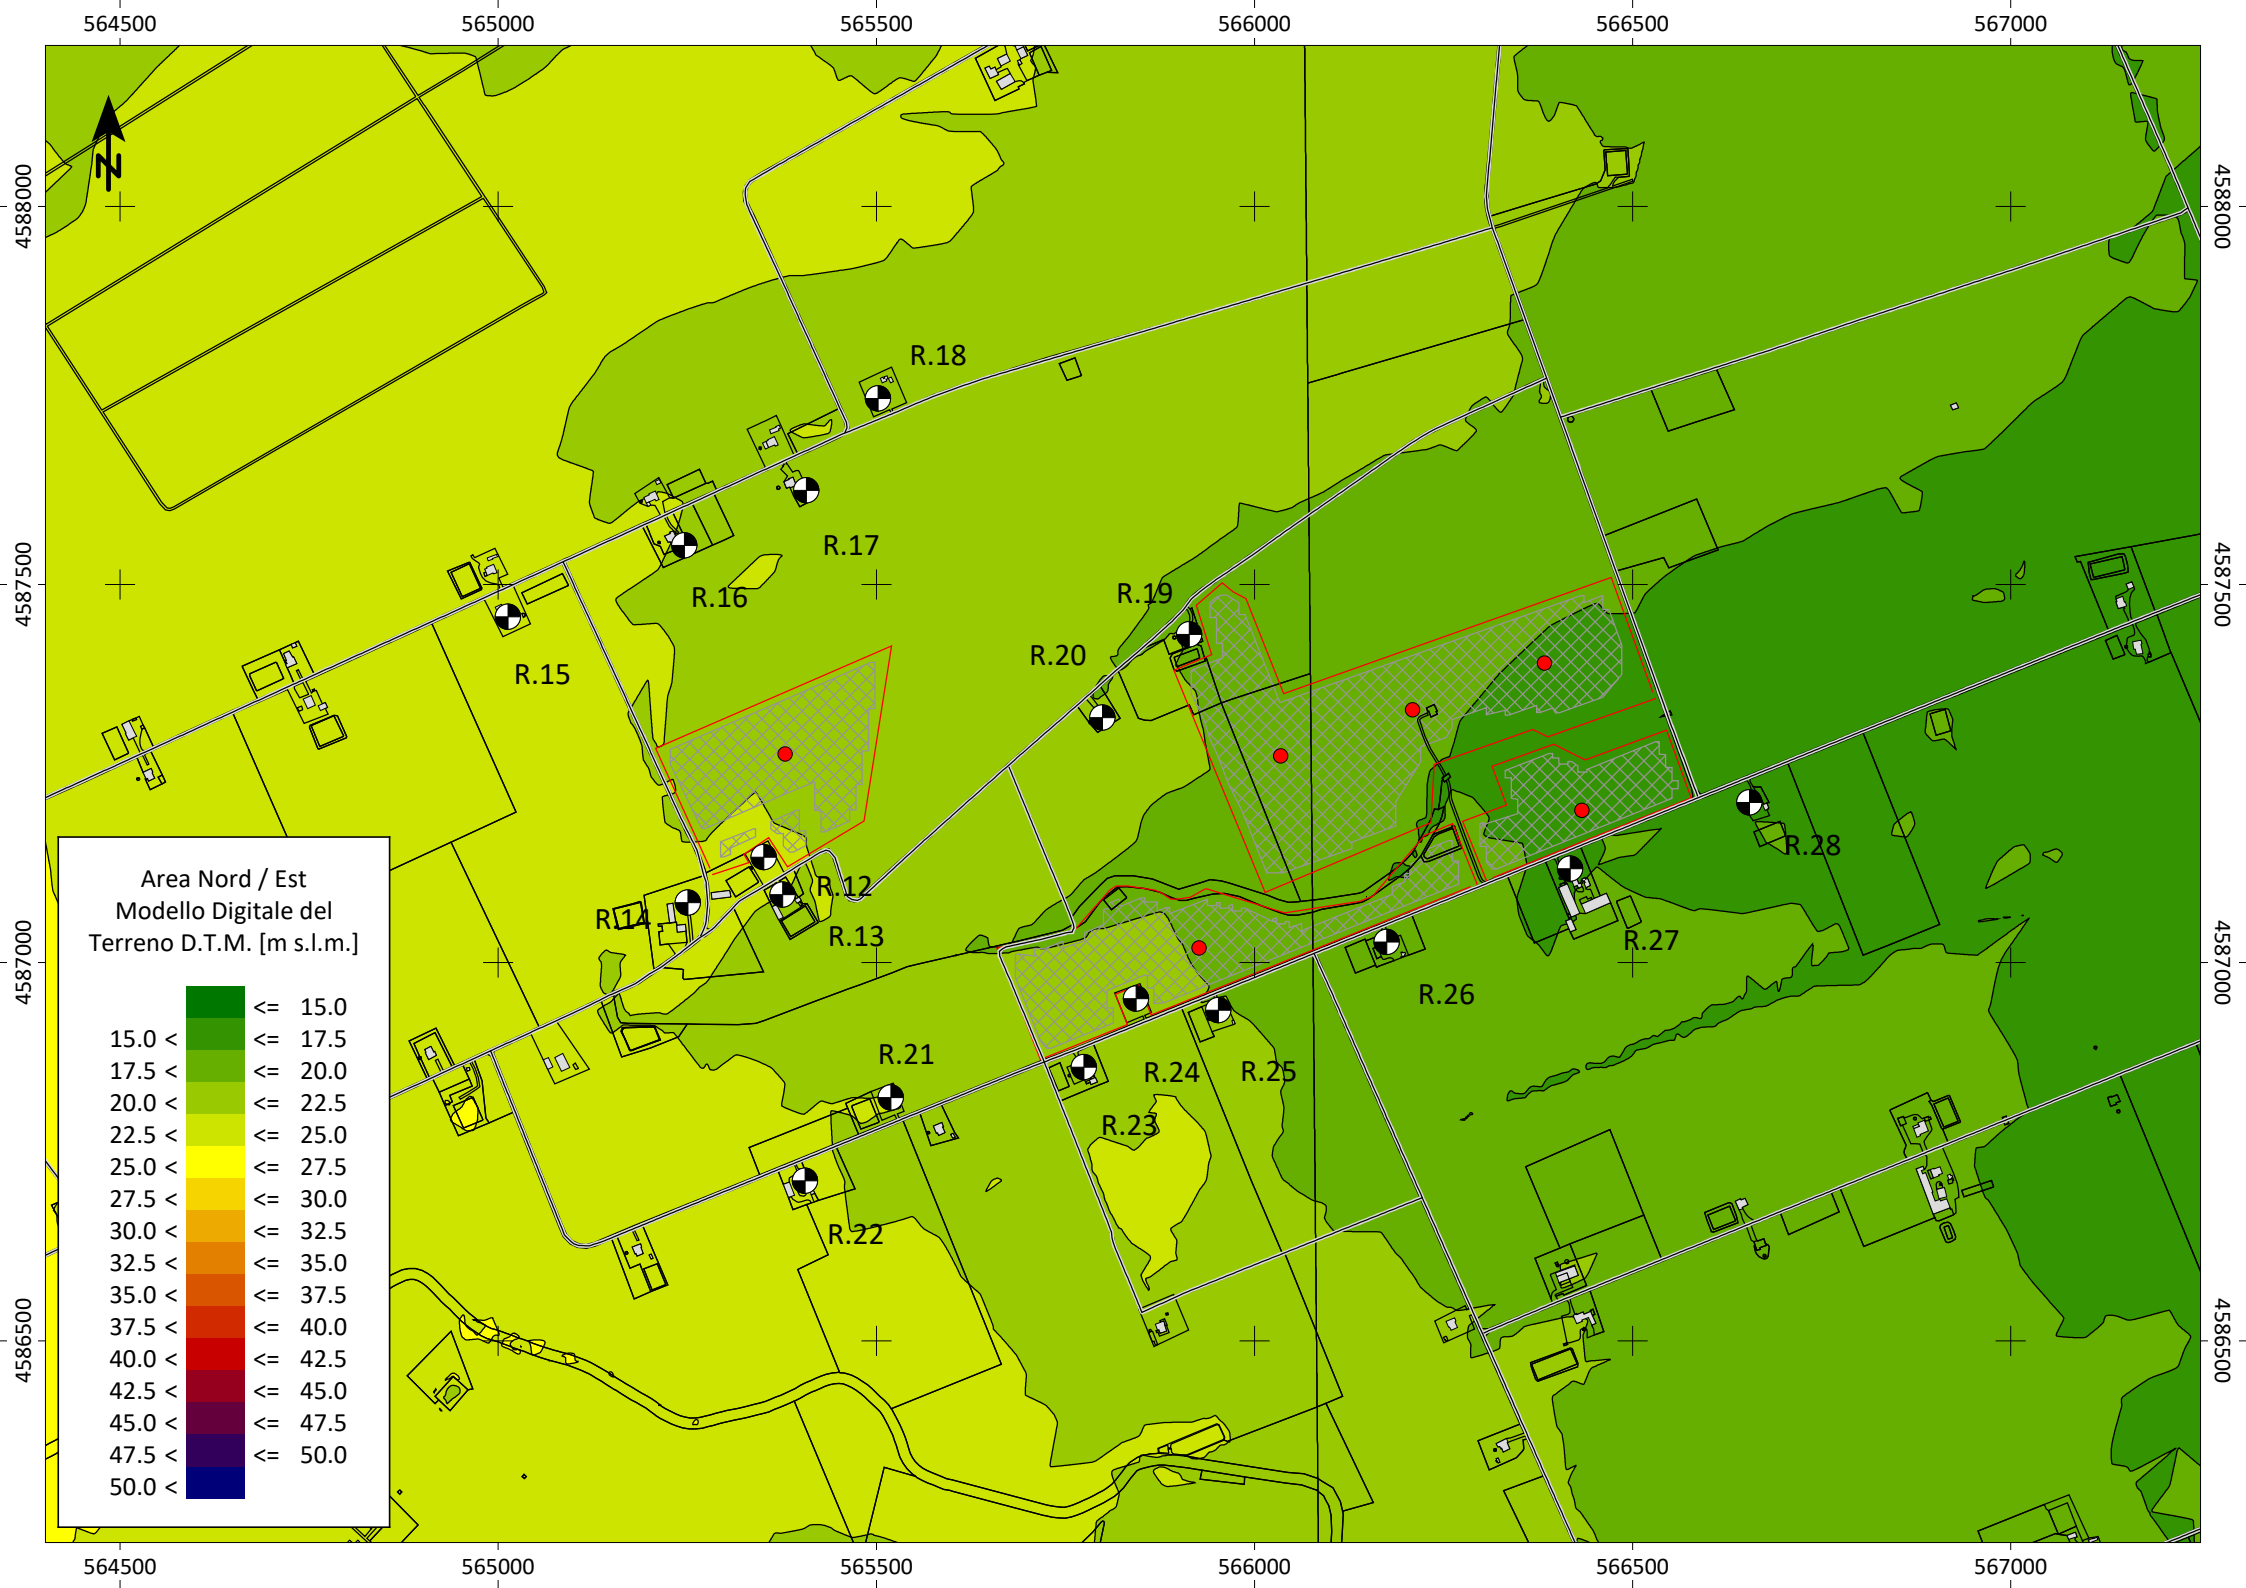 564500 565000 565500 566000 566500 567000
4588000 4588000
N
R.18
R.17
4587500 4587500
R.16
R.19
R.20
R.15
R.28
R.12
R.14
R.13
R.27
4587000 4587000
R.26
R.21
R.24 R.25
R.23
R.22
4586500 4586500
Area Nord / Est
Modello Digitale del
Terreno D.T.M. [m s.l.m.]
<= 15.0
15.0 < <= 17.5
17.5 < <= 20.0
20.0 < <= 22.5
22.5 < <= 25.0
25.0 < <= 27.5
27.5 < <= 30.0
30.0 < <= 32.5
32.5 < <= 35.0
35.0 < <= 37.5
37.5 < <= 40.0
40.0 < <= 42.5
42.5 < <= 45.0
45.0 < <= 47.5
47.5 < <= 50.0
50.0 <
564500 565000 565500 566000 566500 567000